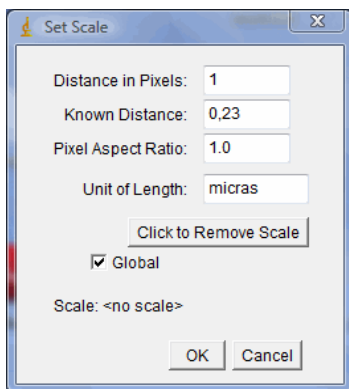 Set Scale
Distance in Pixels: 1
Known Distance: 0,23
Pixel Aspect Ratio: 1.0
Unit of Length: micras
Click to Remove Scale
Global
Scale: <no scale>
OK Cancel